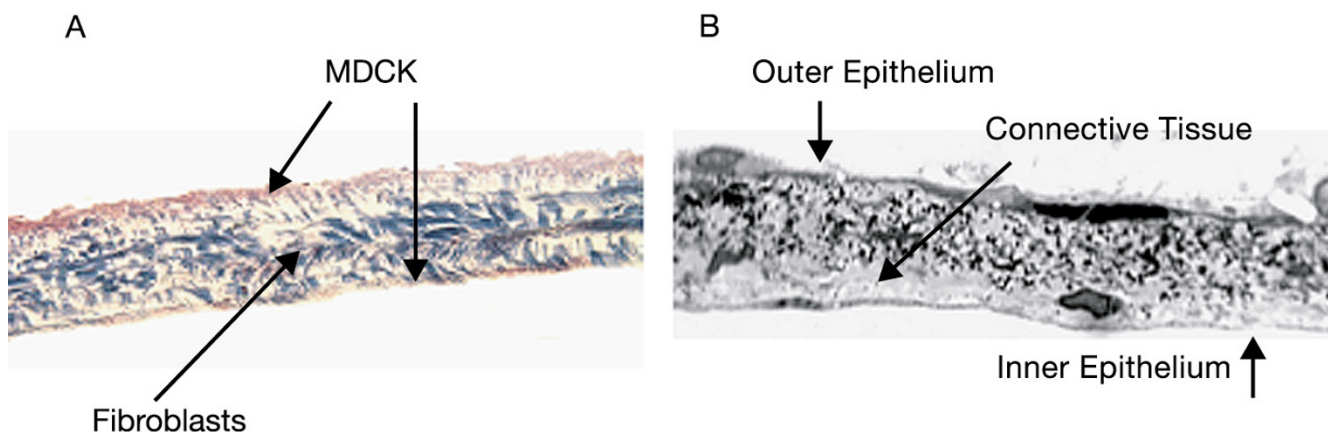 A
MDCK
Fibroblasts
B
Outer Epithelium
Connective Tissue
Inner Epithelium